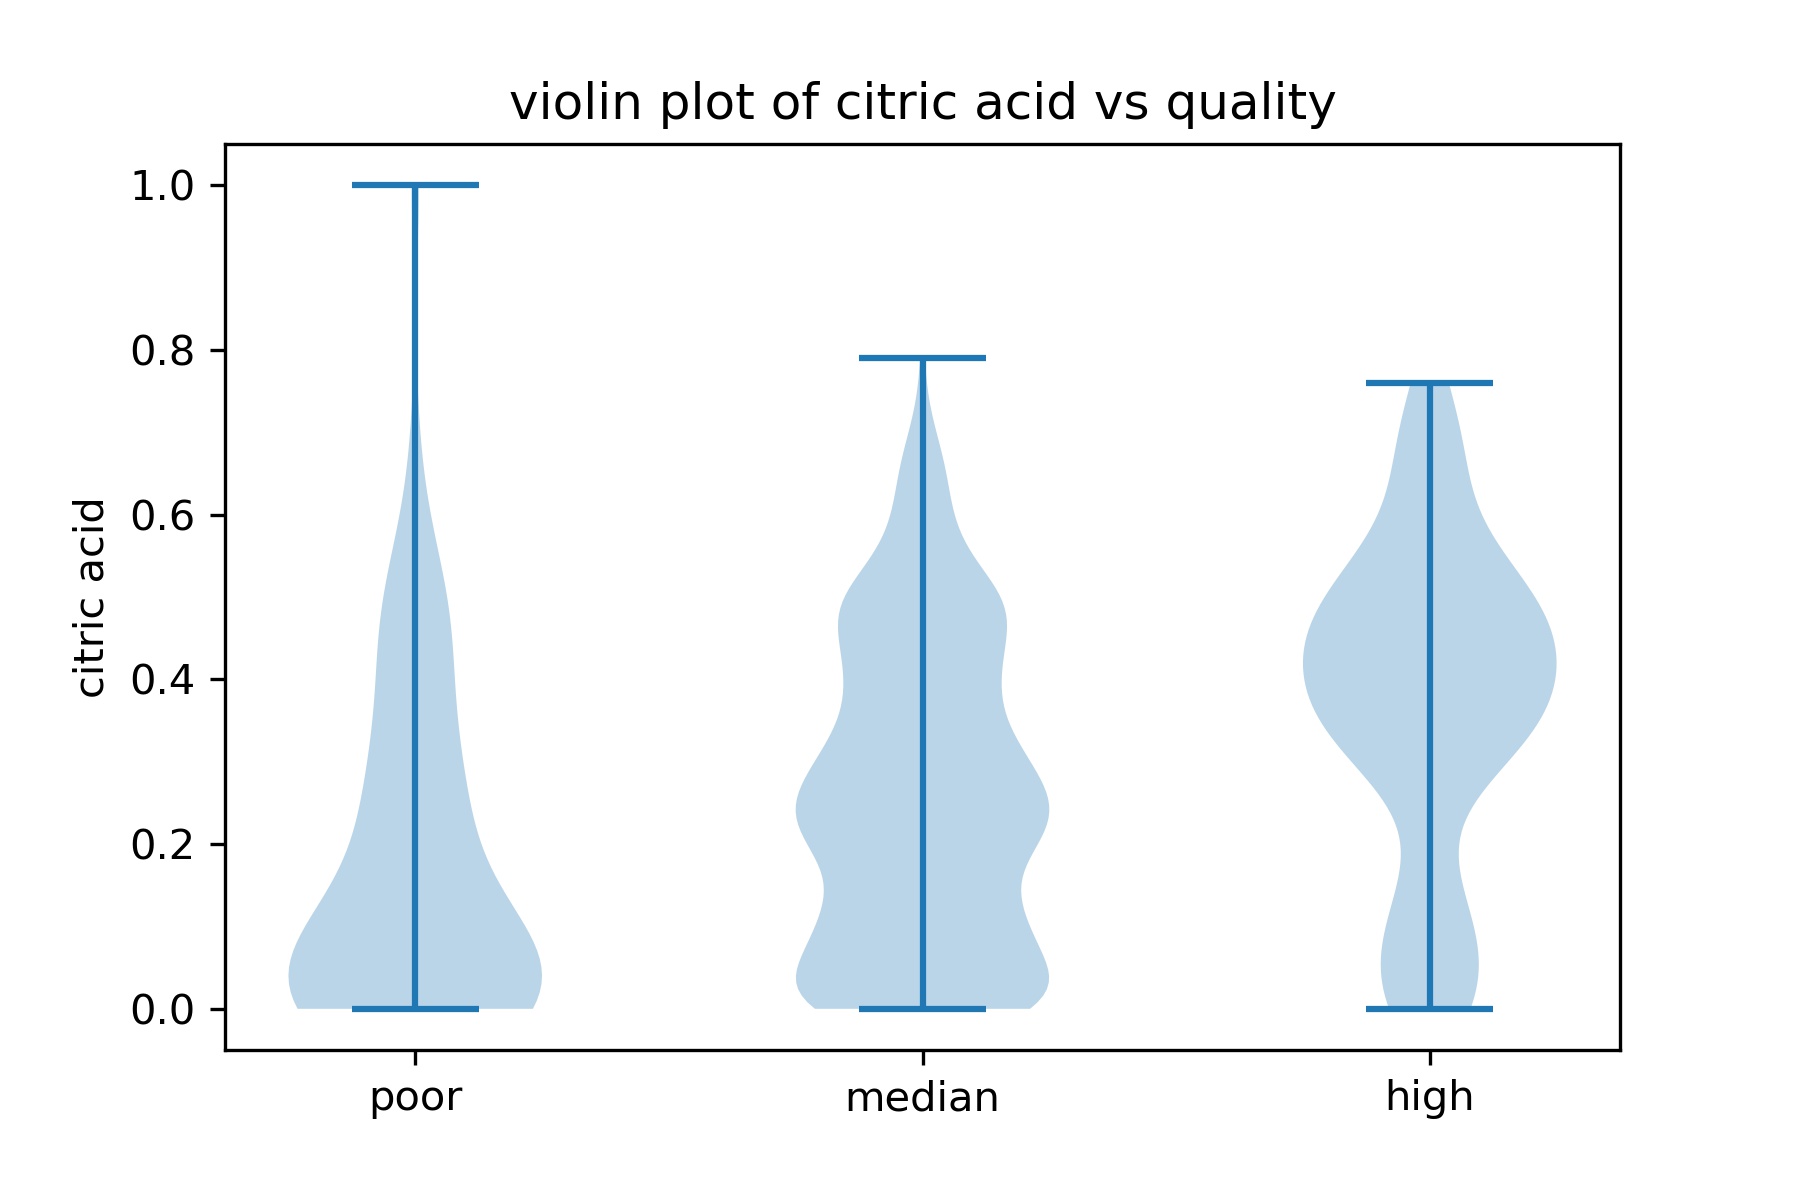 violin plot of citric acid vs quality
citric acid
1.0
0.8
0.6
0.4
0.2
0.0
poor
median
high